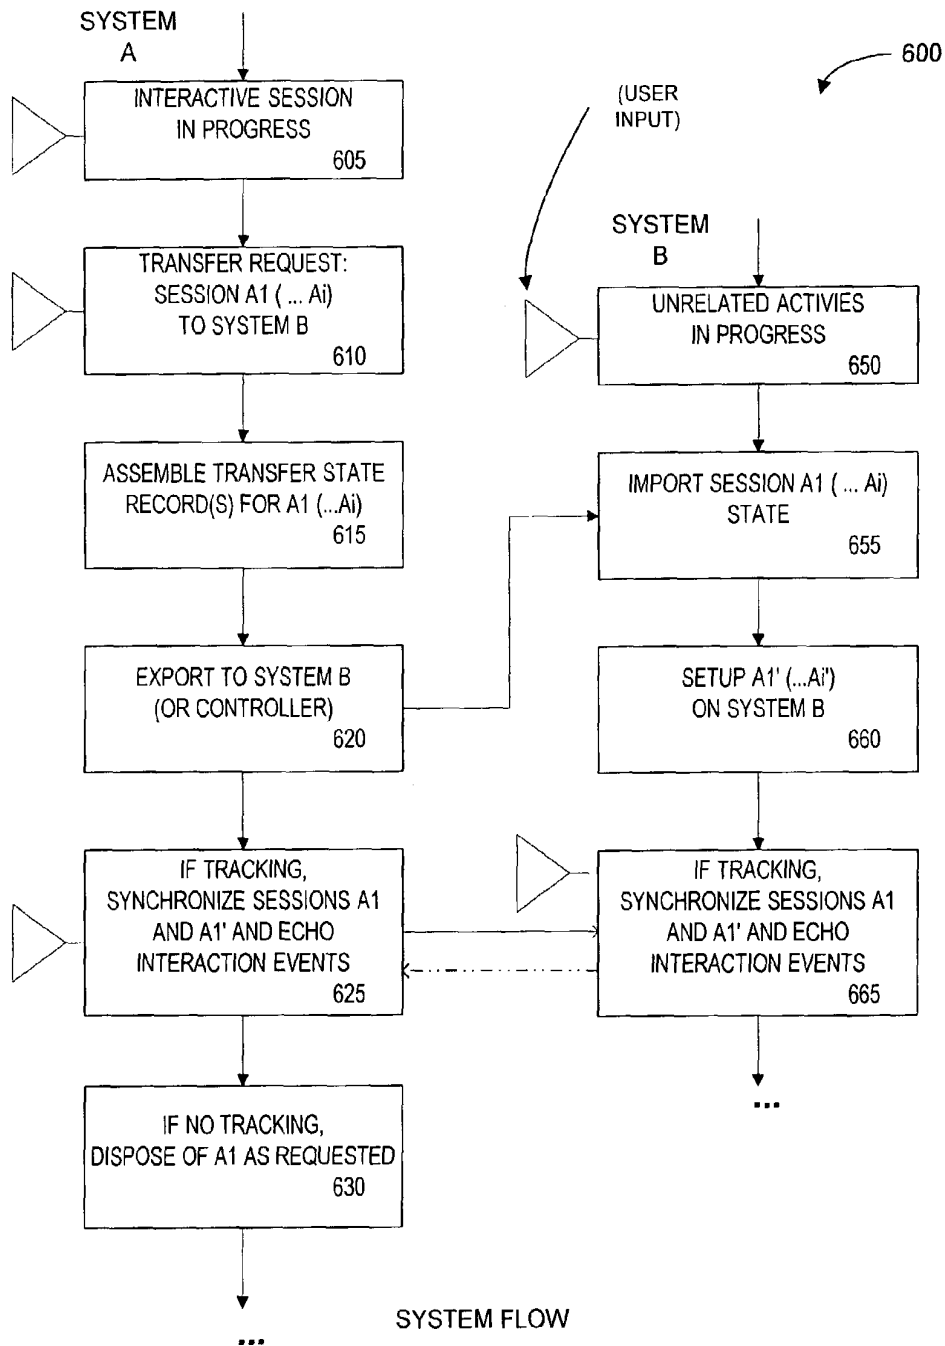 SYSTEM
A
600
INTERACTIVE SESSION
IN PROGRESS
605
(USER
INPUT)
TRANSFER REQUEST:
SESSION A1 ( ... Ai)
TO SYSTEM B
610
SYSTEM
B
UNRELATED ACTIVIES
IN PROGRESS
650
ASSEMBLE TRANSFER STATE
RECORD(S) FOR A1 (...Ai)
615
IMPORT SESSION A1 ( ... Ai)
STATE
655
EXPORT TO SYSTEM B
(OR CONTROLLER)
620
SETUP A1' (...Ai')
ON SYSTEM B
660
IF TRACKING,
SYNCHRONIZE SESSIONS A1
AND A1' AND ECHO
INTERACTION EVENTS
625
IF TRACKING,
SYNCHRONIZE SESSIONS A1
AND A1' AND ECHO
INTERACTION EVENTS
665
...
IF NO TRACKING,
DISPOSE OF A1 AS REQUESTED
630
...
SYSTEM FLOW